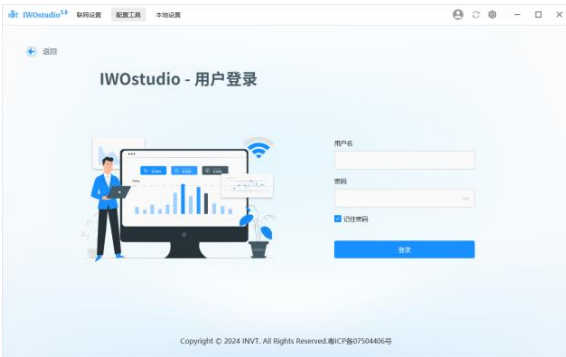 IWOstudio 2.0 联网设置 配置工具 本地设置
返回
IWOstudio - 用户登录
用户名
密码
记住密码
登录
Copyright © 2024 INVT. All Rights Reserved.粤ICP备07504406号